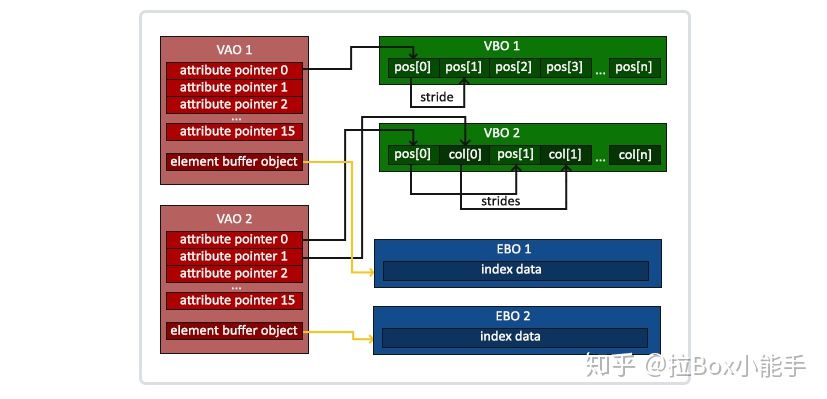 VAO 1
attribute pointer 0
attribute pointer 1
attribute pointer 2
...
attribute pointer 15
element buffer object
VBO 1
pos[0] pos[1] pos[2] pos[3] ... pos[n]
stride
VBO 2
pos[0] col[0] pos[1] col[1] ... col[n]
strides
VAO 2
attribute pointer 0
attribute pointer 1
attribute pointer 2
...
attribute pointer 15
element buffer object
EBO 1
index data
EBO 2
index data
知乎 @拉Box小能手